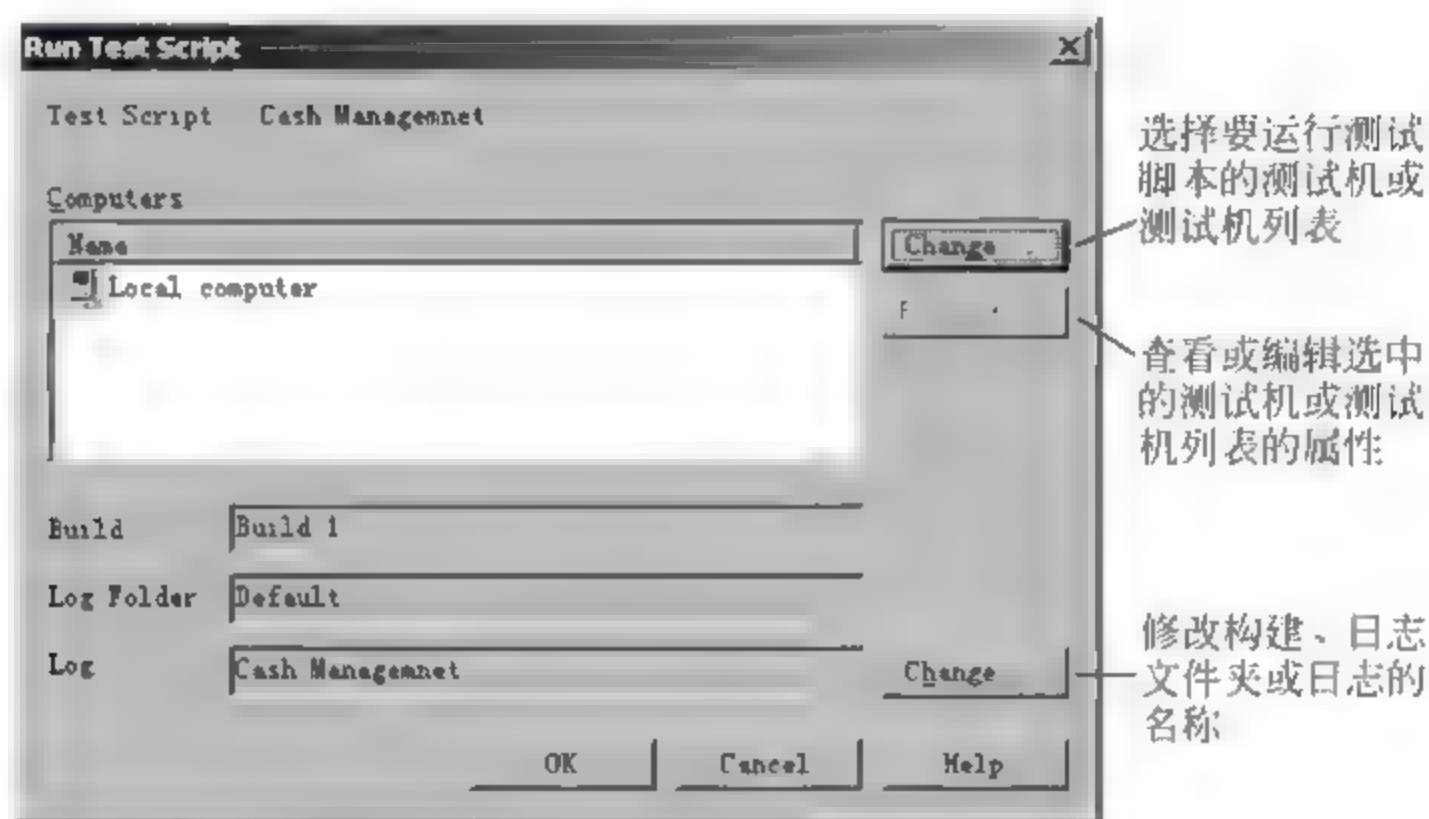 Run Test Script
Test Script Cash Managemnet
Computers
Name
Local computer
Change
选择要运行测试
脚本的测试机或
测试机列表
查看或编辑选中
的测试机或测试
机列表的属性
Build Build 1
Log Folder Default
Log Cash Managemnet
Change
修改构建、日志
文件夹或日志的
名称
OK Cancel Help